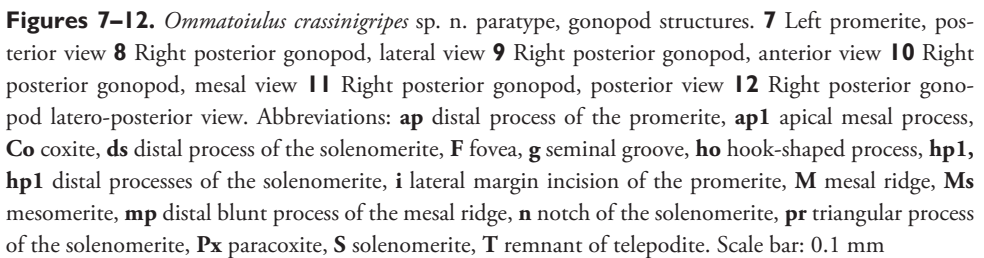 Figures 7–12. Ommatoiulus crassinigripes sp. n. paratype, gonopod structures. 7 Left promerite, pos-
terior view 8 Right posterior gonopod, lateral view 9 Right posterior gonopod, anterior view 10 Right
posterior gonopod, mesal view 11 Right posterior gonopod, posterior view 12 Right posterior gono-
pod latero-posterior view. Abbreviations: ap distal process of the promerite, ap1 apical mesal process,
Co coxite, ds distal process of the solenomerite, F fovea, g seminal groove, ho hook-shaped process, hp1,
hp1 distal processes of the solenomerite, i lateral margin incision of the promerite, M mesal ridge, Ms
mesomerite, mp distal blunt process of the mesal ridge, n notch of the solenomerite, pr triangular process
of the solenomerite, Px paracoxite, S solenomerite, T remnant of telepodite. Scale bar: 0.1 mm